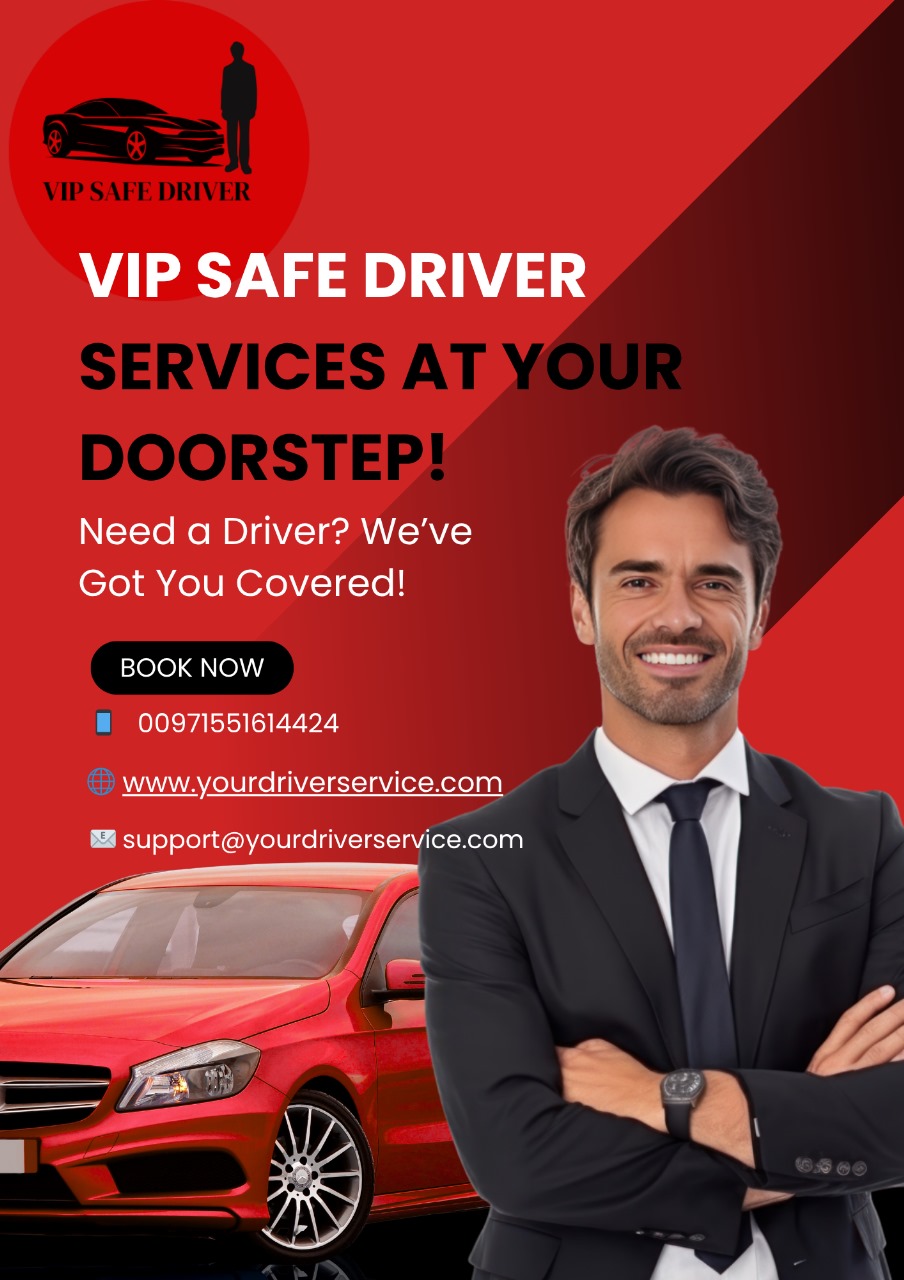 VIP SAFE DRIVER
VIP SAFE DRIVER
SERVICES AT YOUR
DOORSTEP!
Need a Driver? We’ve
Got You Covered!
BOOK NOW
00971551614424
www.yourdriverservice.com
E
support@yourdriverservice.com